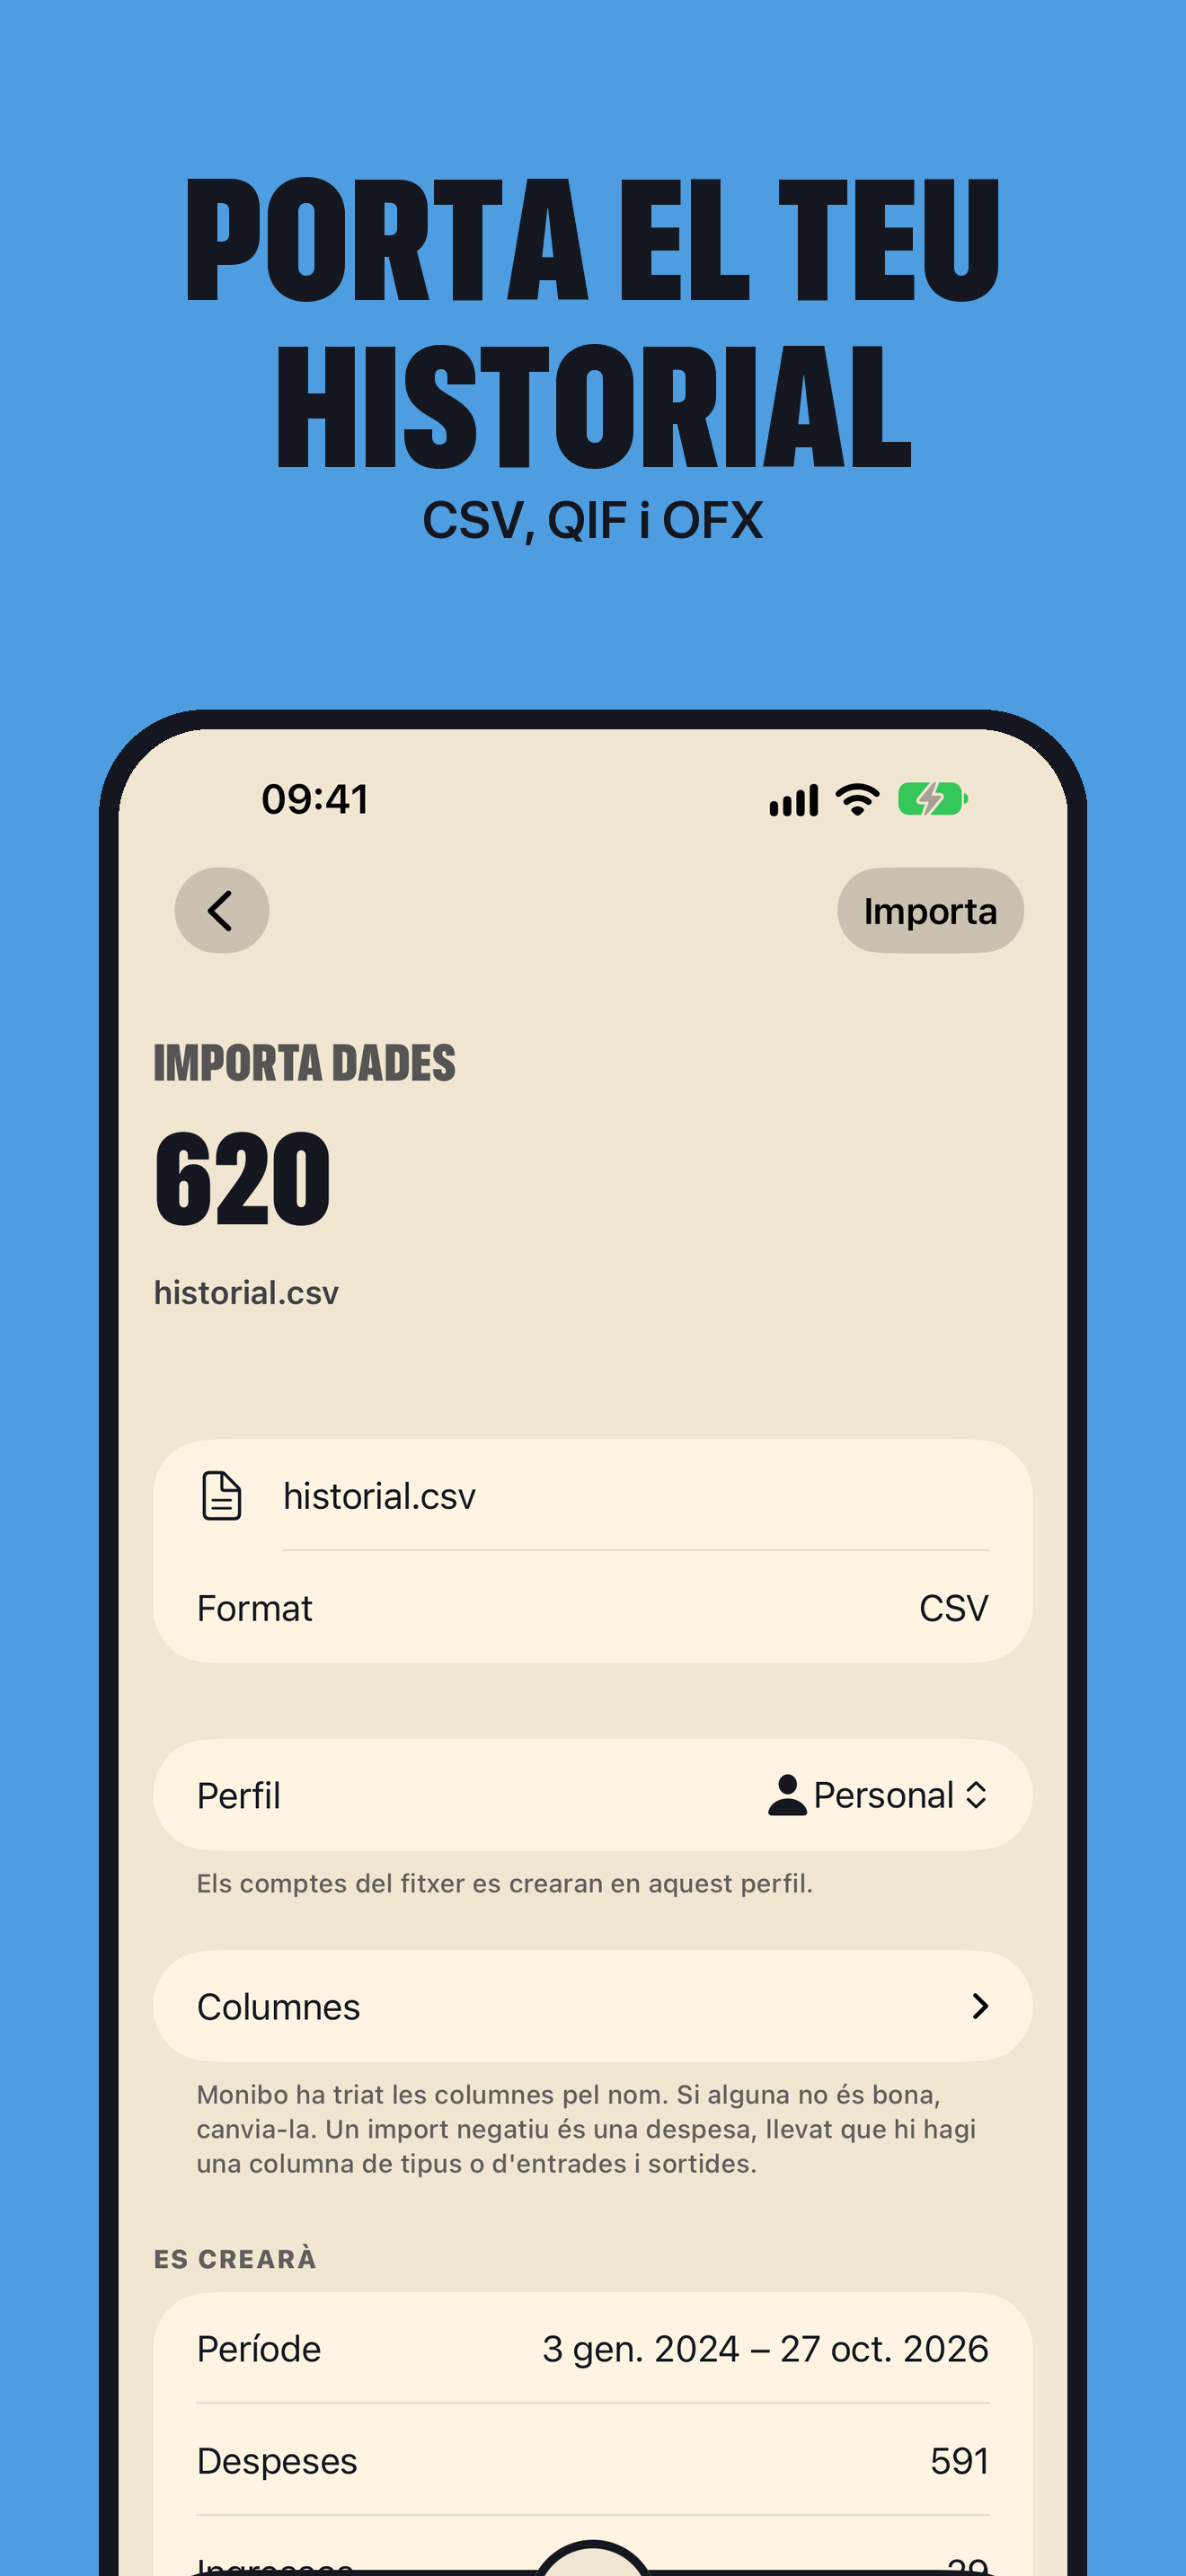 PORTA EL TEU
HISTORIAL
CSV, QIF i OFX
09:41
Importa
IMPORTA DADES
620
historial.csv
historial.csv
Format CSV
Perfil Personal
Els comptes del fitxer es crearan en aquest perfil.
Columnes
Monibo ha triat les columnes pel nom. Si alguna no és bona,
canvia-la. Un import negatiu és una despesa, llevat que hi hagi
una columna de tipus o d'entrades i sortides.
ES CREARÀ
Període 3 gen. 2024 – 27 oct. 2026
Despeses 591
Ingressos 29